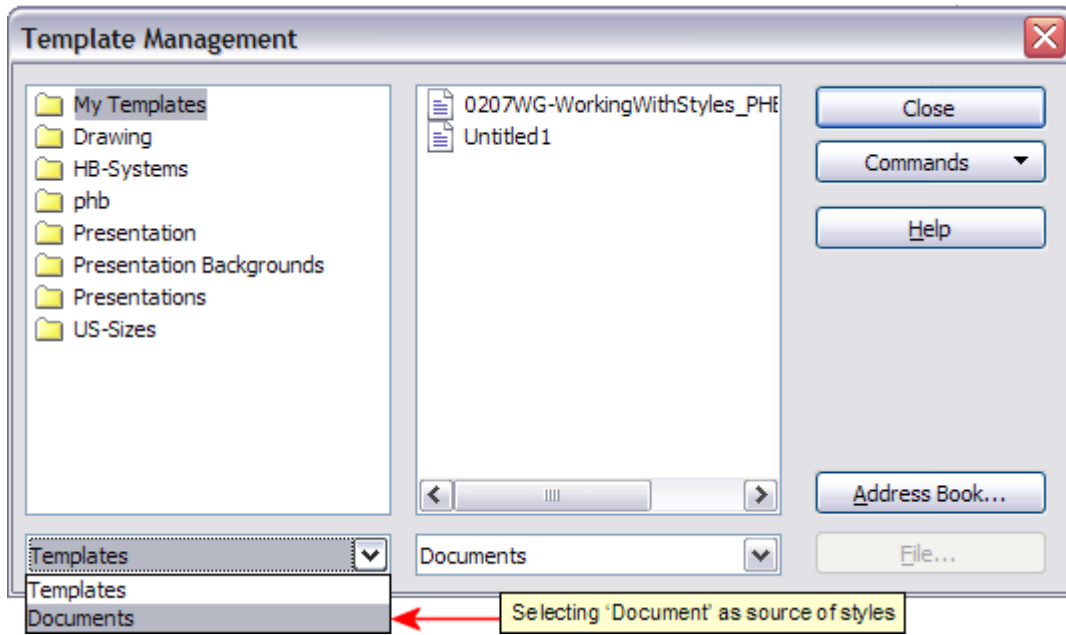 Template Management
My Templates
Drawing
HB-Systems
phb
Presentation
Presentation Backgrounds
Presentations
US-Sizes
0207WG-WorkingWithStyles_PHB
Untitled1
Close
Commands
Help
Address Book...
File...
Templates
Documents
Templates
Documents
Selecting ‘Document’ as source of styles